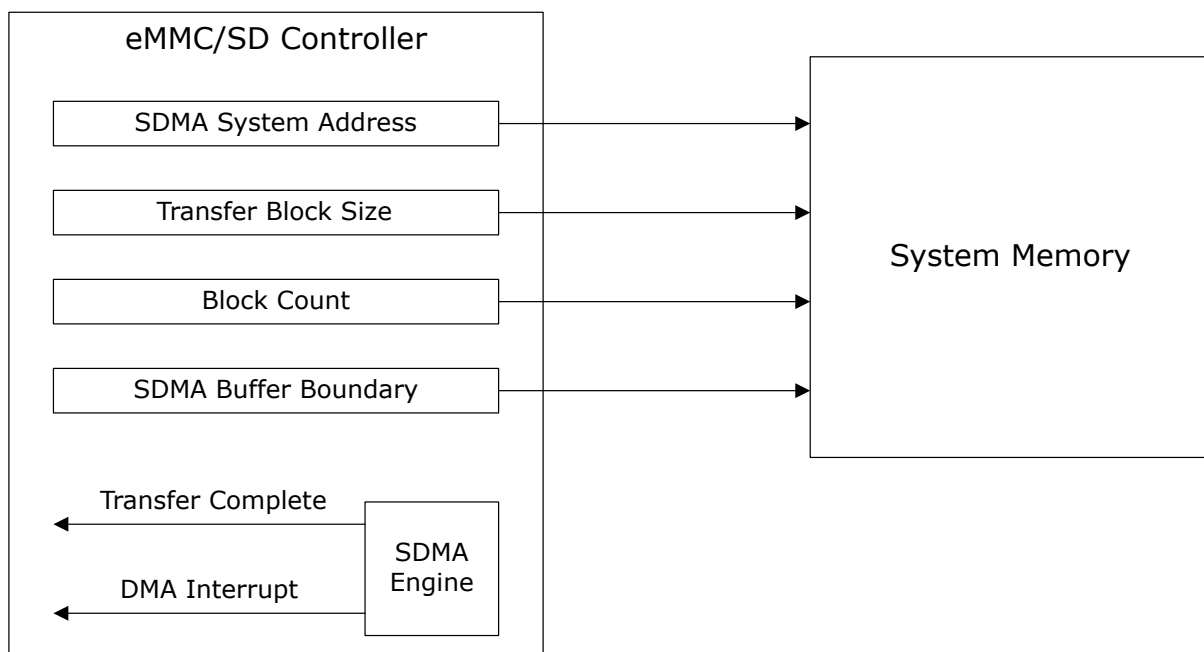 eMMC/SD Controller
SDMA System Address
Transfer Block Size
Block Count
SDMA Buffer Boundary
System Memory
Transfer Complete
DMA Interrupt
SDMA
Engine